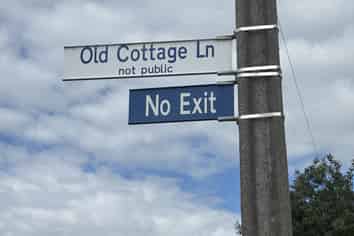 Old Cottage Ln
not public
No Exit